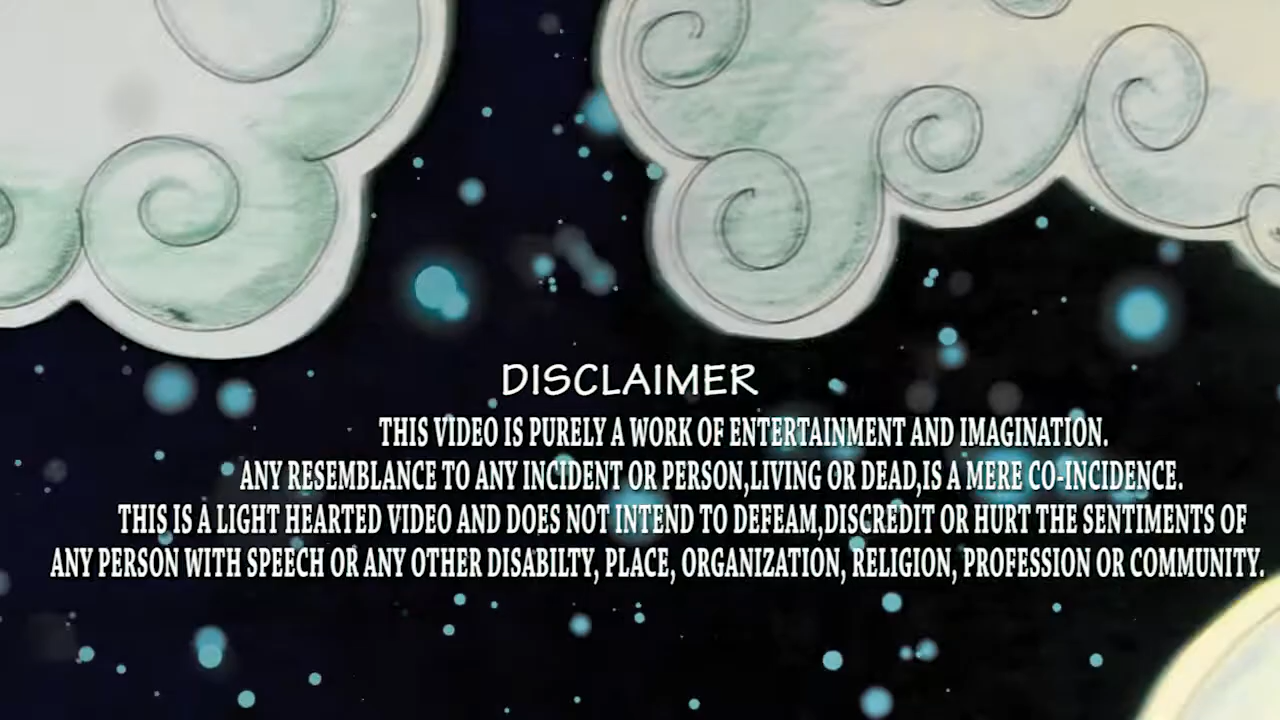 DISCLAIMER
THIS VIDEO IS PURELY A WORK OF ENTERTAINMENT AND IMAGINATION.
ANY RESEMBLANCE TO ANY INCIDENT OR PERSON,LIVING OR DEAD,IS A MERE CO-INCIDENCE.
THIS IS A LIGHT HEARTED VIDEO AND DOES NOT INTEND TO DEFEAM,DISCREDIT OR HURT THE SENTIMENTS OF
ANY PERSON WITH SPEECH OR ANY OTHER DISABILTY, PLACE, ORGANIZATION, RELIGION, PROFESSION OR COMMUNITY.